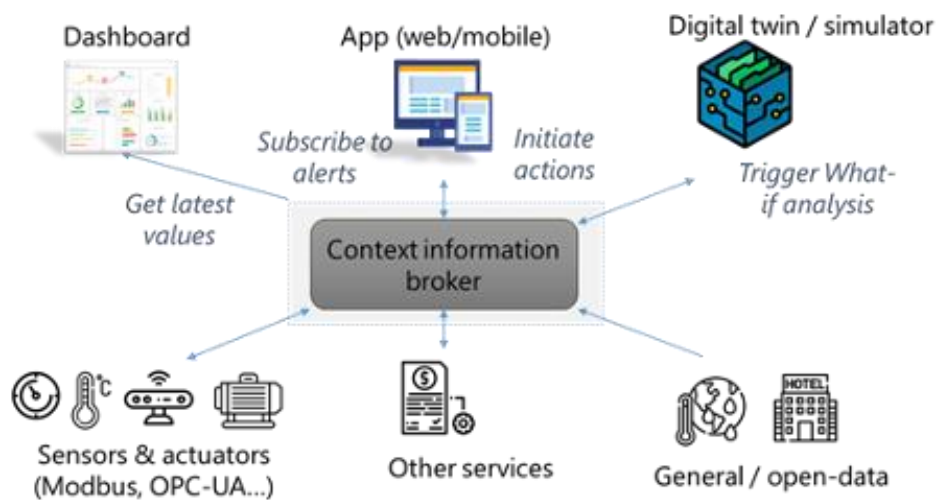 Dashboard
App (web/mobile)
Digital twin / simulator
Subscribe to
alerts
Initiate
actions
Get latest
values
Trigger What-
if analysis
Context information
broker
°C
HOTEL
Sensors & actuators
(Modbus, OPC-UA...)
Other services
General / open-data